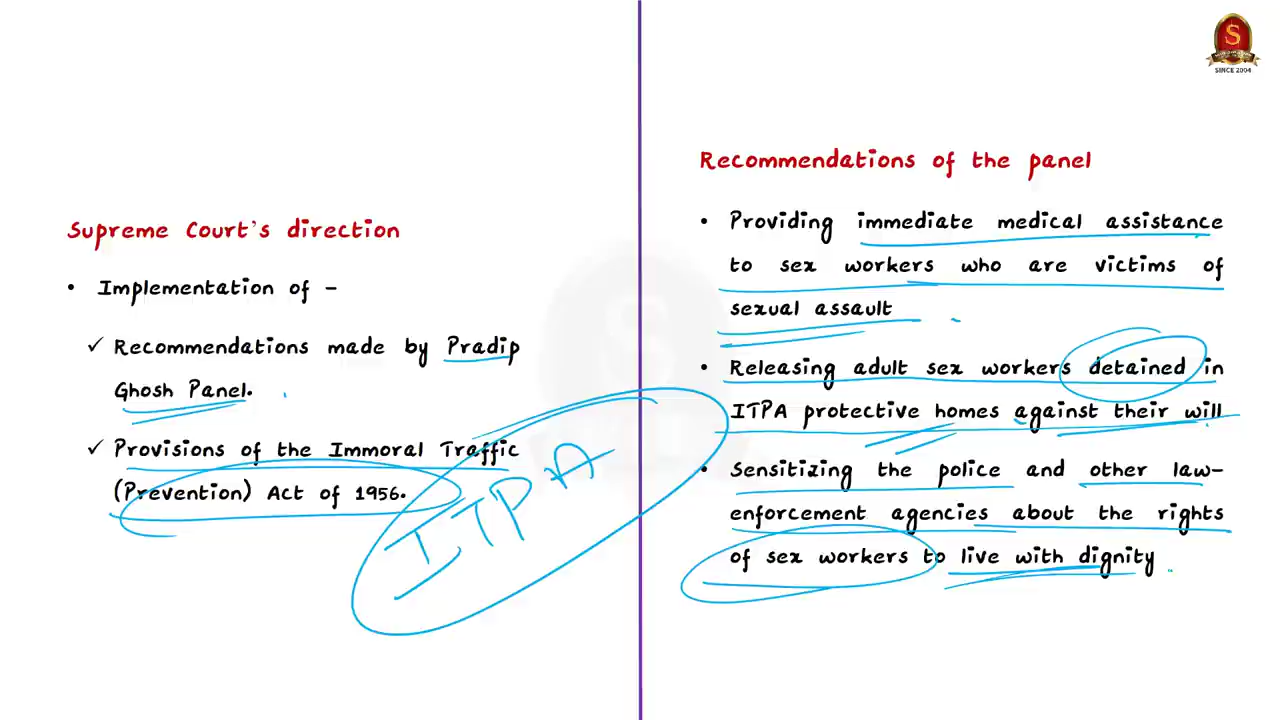 S
SINCE 2004
Supreme Court's direction
• Implementation of -
✓ Recommendations made by Pradip
Ghosh Panel.
✓ Provisions of the Immoral Traffic
(Prevention) Act of 1956.
ITPA
Recommendations of the panel
• Providing immediate medical assistance
to sex workers who are victims of
sexual assault
• Releasing adult sex workers detained in
ITPA protective homes against their will
• Sensitizing the police and other law-
enforcement agencies about the rights
of sex workers to live with dignity